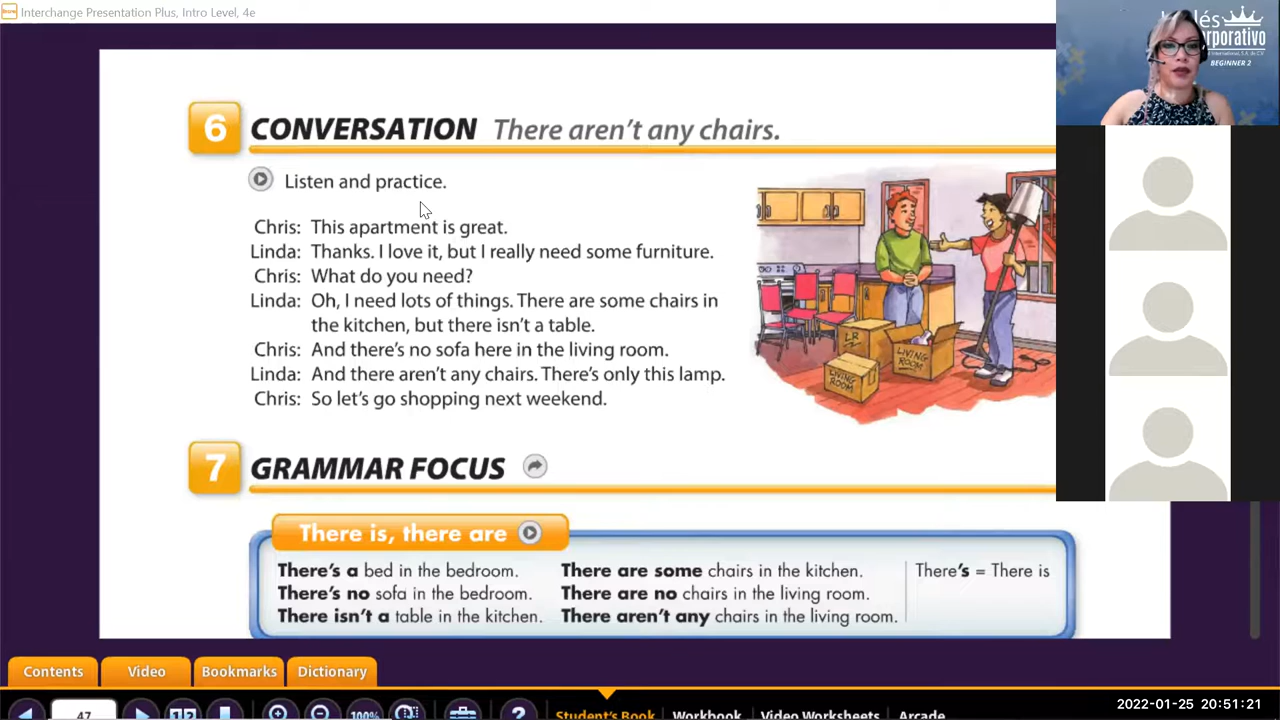 Interchange Presentation Plus, Intro Level, 4e
BEGINNER 2
6 CONVERSATION There aren't any chairs.
Listen and practice.
Chris: This apartment is great.
Linda: Thanks. I love it, but I really need some furniture.
Chris: What do you need?
Linda: Oh, I need lots of things. There are some chairs in
the kitchen, but there isn't a table.
Chris: And there's no sofa here in the living room.
Linda: And there aren't any chairs. There's only this lamp.
Chris: So let's go shopping next weekend.
LR
LIVING ROOM
LIVING ROOM
7 GRAMMAR FOCUS
There is, there are
There's a bed in the bedroom. There are some chairs in the kitchen. There's = There is
There's no sofa in the bedroom. There are no chairs in the living room.
There isn't a table in the kitchen. There aren't any chairs in the living room.
Contents Video Bookmarks Dictionary
47 12 100% ? Student's Book Workbook Video Worksheets Arcade
2022-01-25 20:51:21